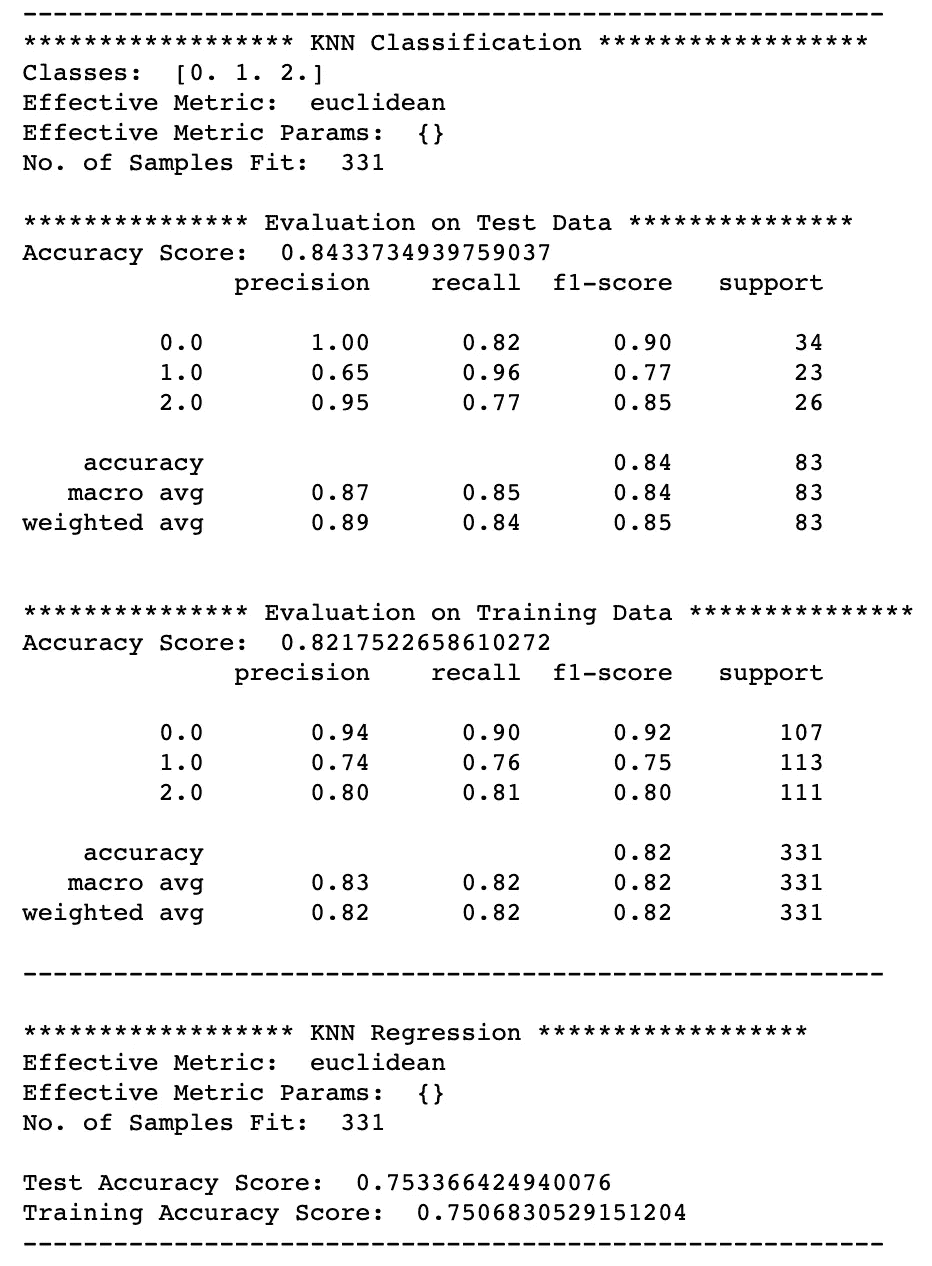 ---------------------------------------------------------
****************** KNN Classification ******************
Classes:  [0. 1. 2.]
Effective Metric:  euclidean
Effective Metric Params:  {}
No. of Samples Fit:  331
*************** Evaluation on Test Data ***************
Accuracy Score:  0.8433734939759037
              precision    recall  f1-score   support
         0.0       1.00      0.82      0.90        34
         1.0       0.65      0.96      0.77        23
         2.0       0.95      0.77      0.85        26
    accuracy                           0.84        83
   macro avg       0.87      0.85      0.84        83
weighted avg       0.89      0.84      0.85        83
*************** Evaluation on Training Data ***************
Accuracy Score:  0.8217522658610272
              precision    recall  f1-score   support
         0.0       0.94      0.90      0.92       107
         1.0       0.74      0.76      0.75       113
         2.0       0.80      0.81      0.80       111
    accuracy                           0.82       331
   macro avg       0.83      0.82      0.82       331
weighted avg       0.82      0.82      0.82       331
---------------------------------------------------------
****************** KNN Regression ******************
Effective Metric:  euclidean
Effective Metric Params:  {}
No. of Samples Fit:  331
Test Accuracy Score:  0.753366424940076
Training Accuracy Score:  0.7506830529151204
---------------------------------------------------------